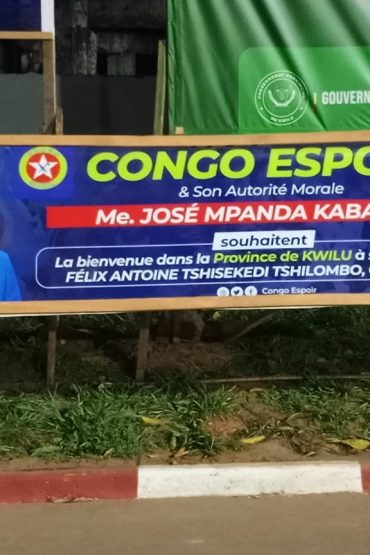 GOUVERN
CONGO ESPO
& Son Autorité Morale
Me. JOSÉ MPANDA KABA
souhaitent
La bienvenue dans la Province de KWILU à s
FÉLIX ANTOINE TSHISEKEDI TSHILOMBO,
Congo Espoir